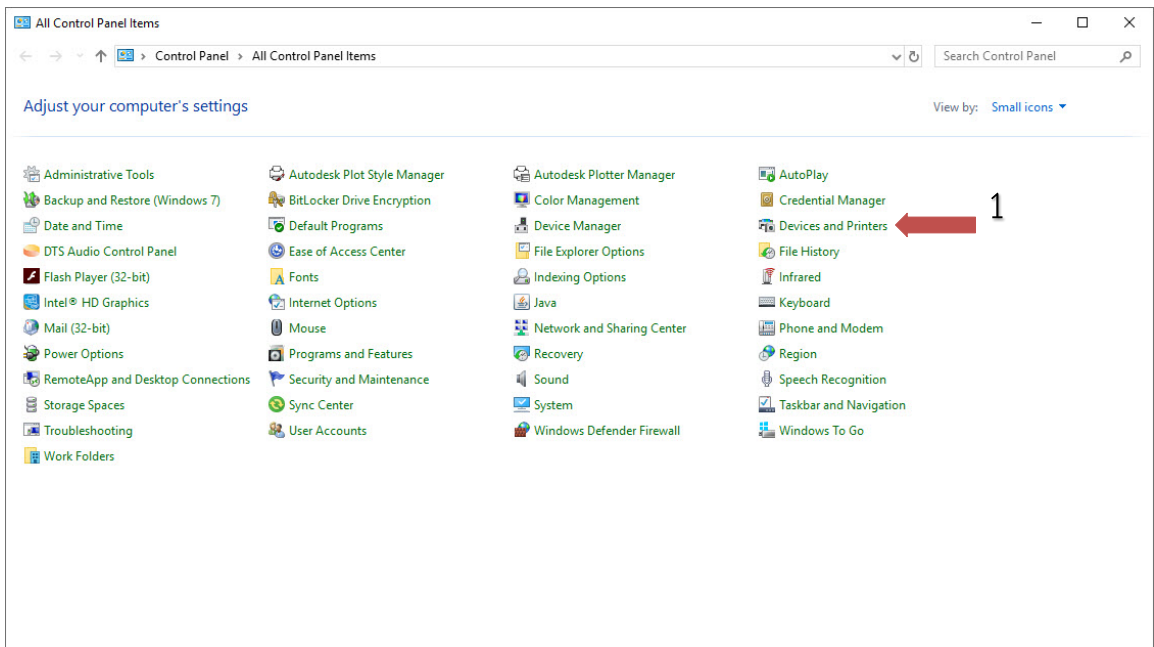 All Control Panel Items
Control Panel > All Control Panel Items
Search Control Panel
Adjust your computer's settings
View by: Small icons
Administrative Tools Autodesk Plot Style Manager Autodesk Plotter Manager AutoPlay
Backup and Restore (Windows 7) BitLocker Drive Encryption Color Management Credential Manager 1
Date and Time Default Programs Device Manager Devices and Printers
DTS Audio Control Panel Ease of Access Center File Explorer Options File History
Flash Player (32-bit) Fonts Indexing Options Infrared
Intel® HD Graphics Internet Options Java Keyboard
Mail (32-bit) Mouse Network and Sharing Center Phone and Modem
Power Options Programs and Features Recovery Region
RemoteApp and Desktop Connections Security and Maintenance Sound Speech Recognition
Storage Spaces Sync Center System Taskbar and Navigation
Troubleshooting User Accounts Windows Defender Firewall Windows To Go
Work Folders